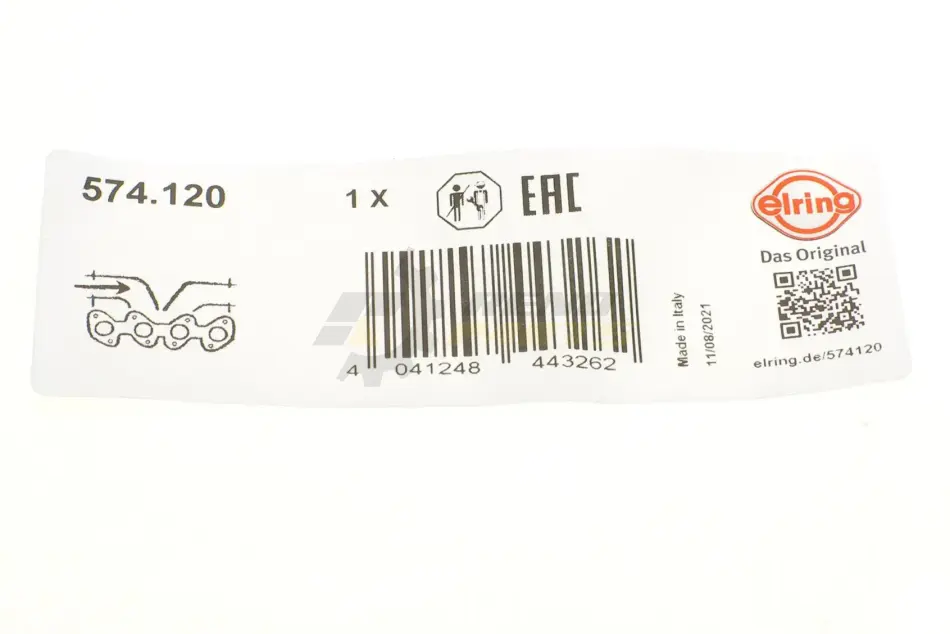 574.120
1 X
EAC
elring
Das Original
4 041248 443262
Made in Italy
11/08/2021
elring.de/574120